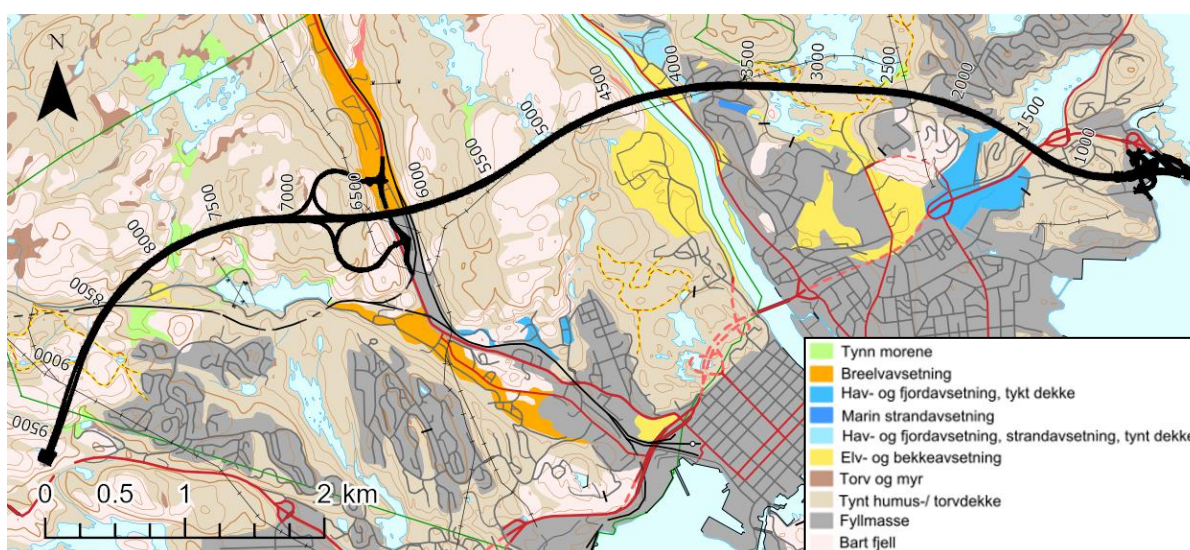 N
9500
9000
8500
8000
7500
7000
6500
6000
5500
5000
4500
4000
3500
3000
2500
2000
1500
1000
0 0.5 1 2 km
Tynn morene
Breelvavsetning
Hav- og fjordavsetning, tykt dekke
Marin strandavsetning
Hav- og fjordavsetning, strandavsetning, tynt dekke
Elv- og bekkeavsetning
Torv og myr
Tynt humus-/ torvdekke
Fyllmasse
Bart fjell